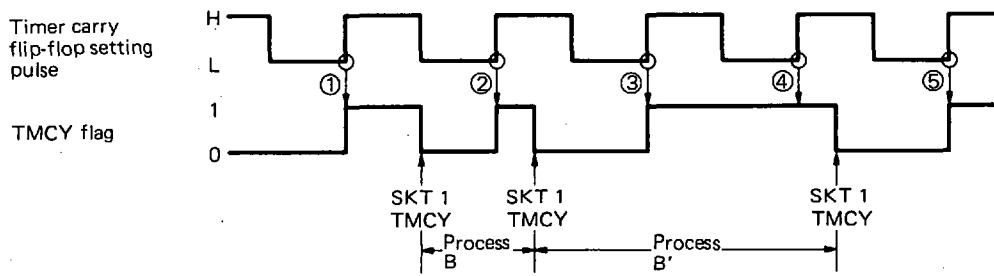 Timer carry
flip-flop setting
pulse
H
L
① ② ③ ④ ⑤
TMCY flag
1
0
SKT 1 SKT 1 SKT 1
TMCY TMCY TMCY
Process Process
B B'